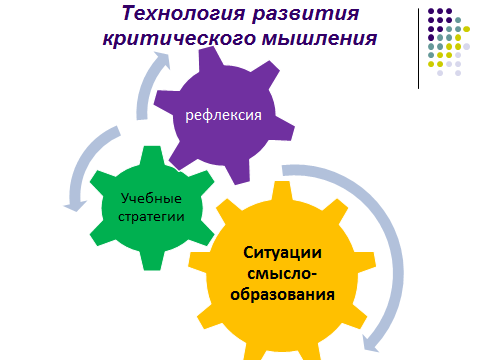 Технология развития
критического мышления
рефлексия
Учебные
стратегии
Ситуации
смысло-
образования